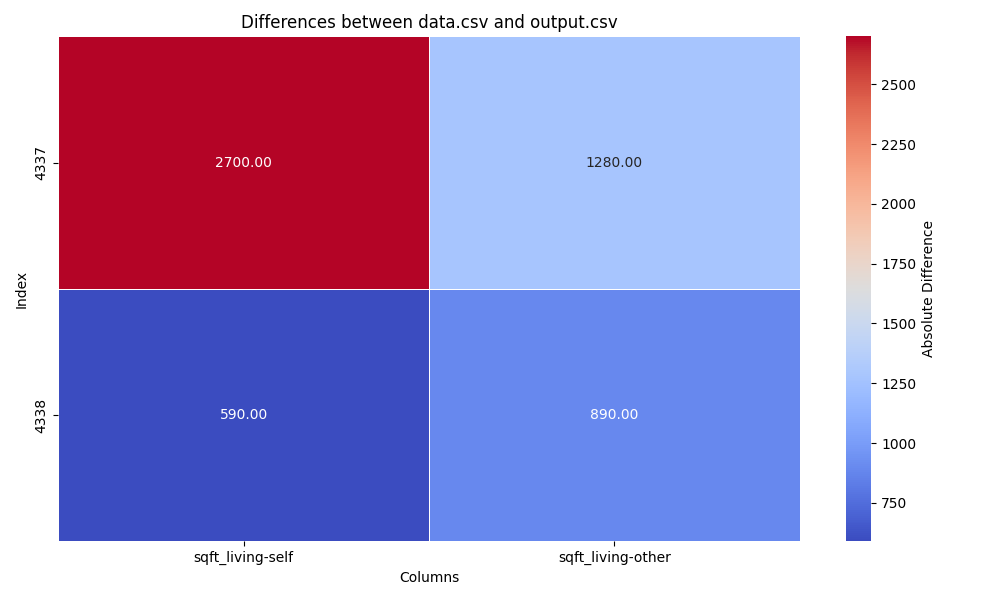 Differences between data.csv and output.csv
Index
4337
2700.00
1280.00
4338
590.00
890.00
sqft_living-self
sqft_living-other
Columns
2500
2250
2000
1750
1500
1250
1000
750
Absolute Difference